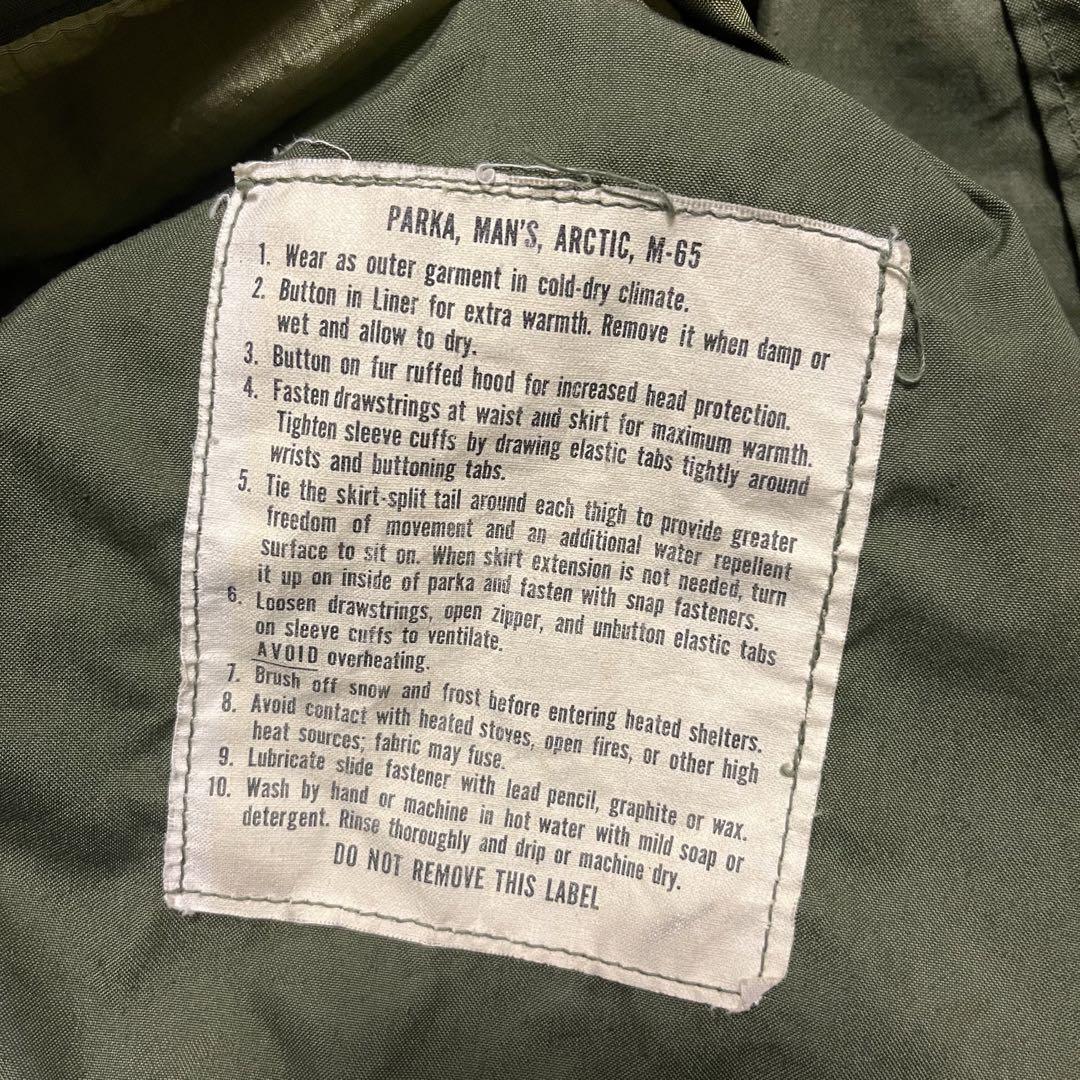 PARKA, MAN'S, ARCTIC, M-65
1. Wear as outer garment in cold-dry climate.
2. Button in Liner for extra warmth. Remove it when damp or
wet and allow to dry.
3. Button on fur ruffed hood for increased head protection.
4. Fasten drawstrings at waist and skirt for maximum warmth.
Tighten sleeve cuffs by drawing elastic tabs tightly around
wrists and buttoning tabs.
5. Tie the skirt-split tail around each thigh to provide greater
freedom of movement and an additional water repellent
surface to sit on. When skirt extension is not needed, turn
it up on inside of parka and fasten with snap fasteners.
6. Loosen drawstrings, open zipper, and unbutton elastic tabs
on sleeve cuffs to ventilate.
AVOID overheating.
7. Brush off snow and frost before entering heated shelters.
8. Avoid contact with heated stoves, open fires, or other high
heat sources; fabric may fuse.
9. Lubricate slide fastener with lead pencil, graphite or wax.
10. Wash by hand or machine in hot water with mild soap or
detergent. Rinse thoroughly and drip or machine dry.
DO NOT REMOVE THIS LABEL